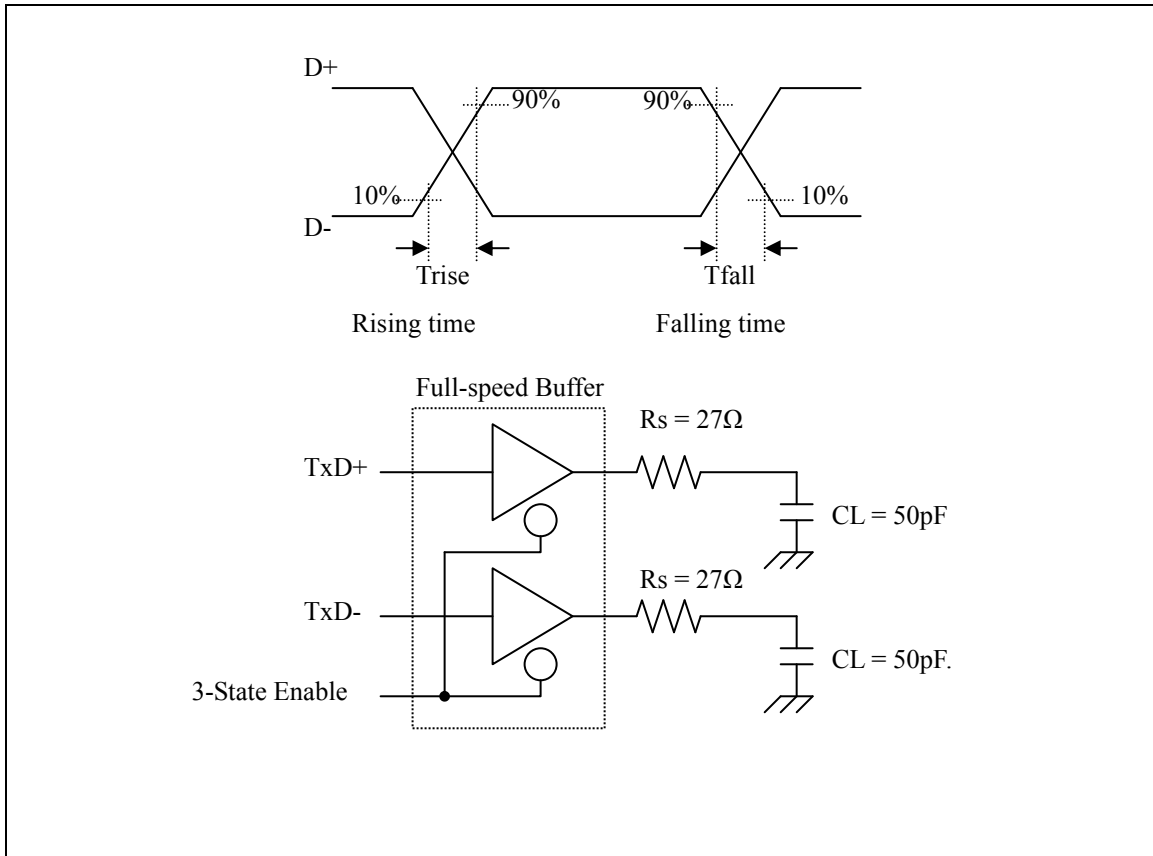 D+
90%
90%
10%
10%
D-
Trise
Tfall
Rising time
Falling time
Full-speed Buffer
Rs = 27Ω
TxD+
CL = 50pF
Rs = 27Ω
TxD-
CL = 50pF.
3-State Enable